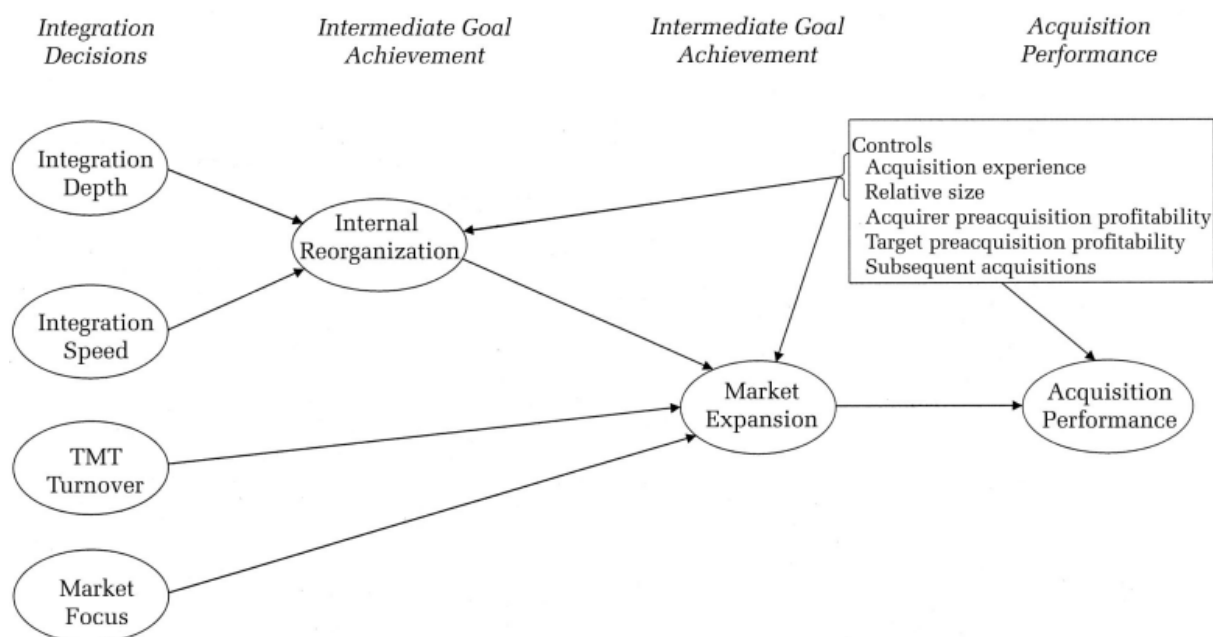 Integration
Decisions
Intermediate Goal
Achievement
Intermediate Goal
Achievement
Acquisition
Performance
Integration
Depth
Integration
Speed
TMT
Turnover
Market
Focus
Internal
Reorganization
Market
Expansion
Controls
Acquisition experience
Relative size
Acquirer preacquisition profitability
Target preacquisition profitability
Subsequent acquisitions
Acquisition
Performance